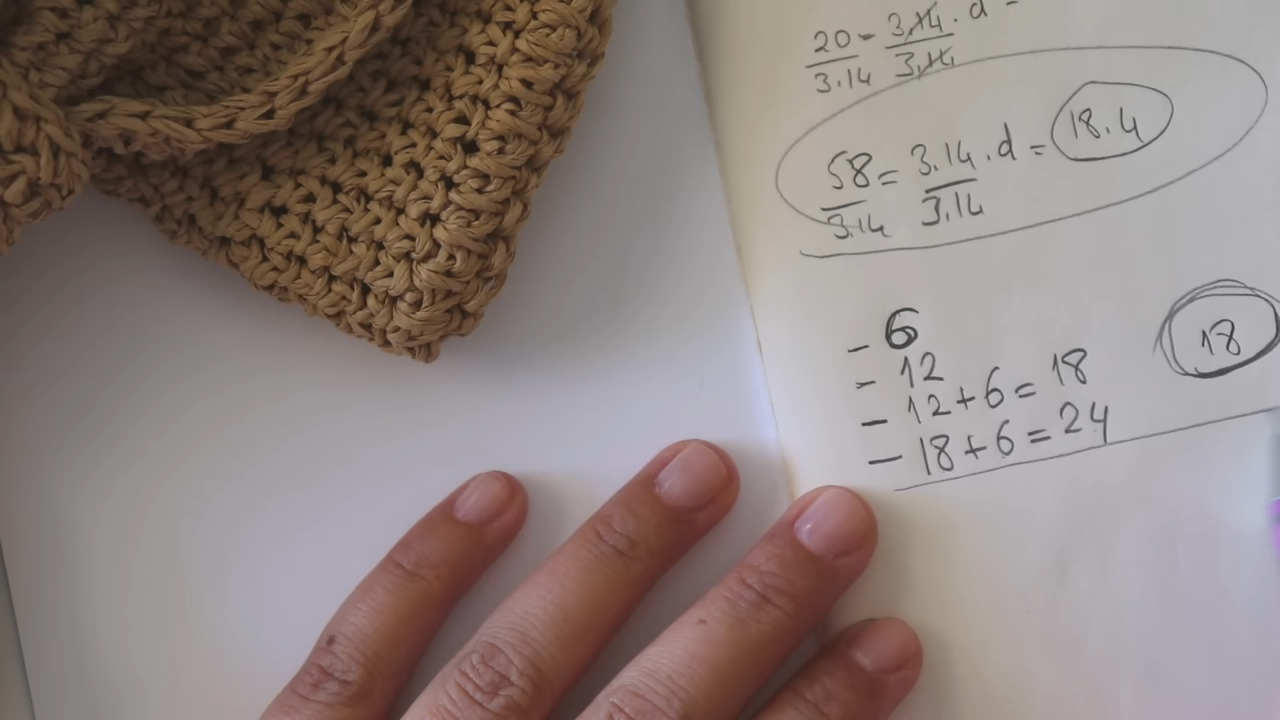 20 = 3.14 . d =
3.14 3.14
58 = 3.14 . d = 18.4
3.14 3.14
- 6
- 12
- 12 + 6 = 18
18
- 18 + 6 = 24